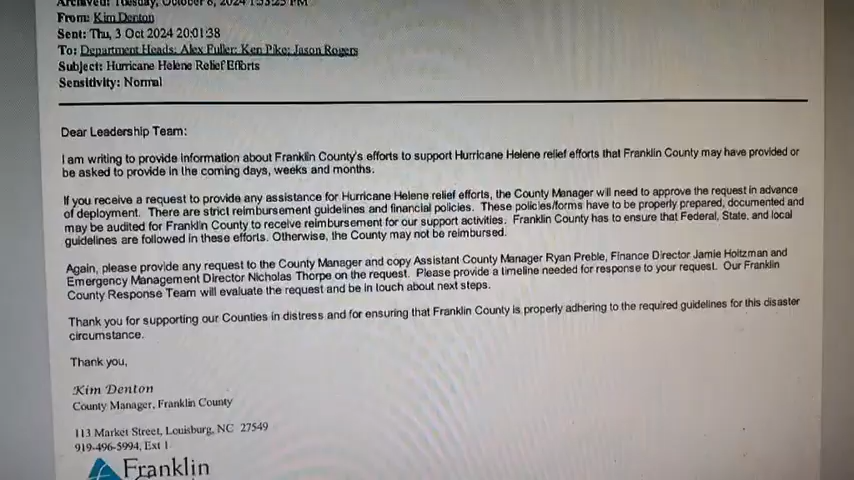 Archived: Tuesday, October 8, 2024 1:53:25 PM
From: Kim Denton
Sent: Thu, 3 Oct 2024 20:01:38
To: Department Heads; Alex Fuller; Ken Pike; Jason Rogers
Subject: Hurricane Helene Relief Efforts
Sensitivity: Normal
Dear Leadership Team:
I am writing to provide information about Franklin County's efforts to support Hurricane Helene relief efforts that Franklin County may have provided or
be asked to provide in the coming days, weeks and months.
If you receive a request to provide any assistance for Hurricane Helene relief efforts, the County Manager will need to approve the request in advance
of deployment. There are strict reimbursement guidelines and financial policies. These policies/forms have to be properly prepared, documented and
may be audited for Franklin County to receive reimbursement for our support activities. Franklin County has to ensure that Federal, State, and local
guidelines are followed in these efforts. Otherwise, the County may not be reimbursed.
Again, please provide any request to the County Manager and copy Assistant County Manager Ryan Preble, Finance Director Jamie Holtzman and
Emergency Management Director Nicholas Thorpe on the request. Please provide a timeline needed for response to your request. Our Franklin
County Response Team will evaluate the request and be in touch about next steps.
Thank you for supporting our Counties in distress and for ensuring that Franklin County is properly adhering to the required guidelines for this disaster
circumstance.
Thank you,
Kim Denton
County Manager, Franklin County
113 Market Street, Louisburg, NC 27549
919-496-5994, Ext 1
Franklin